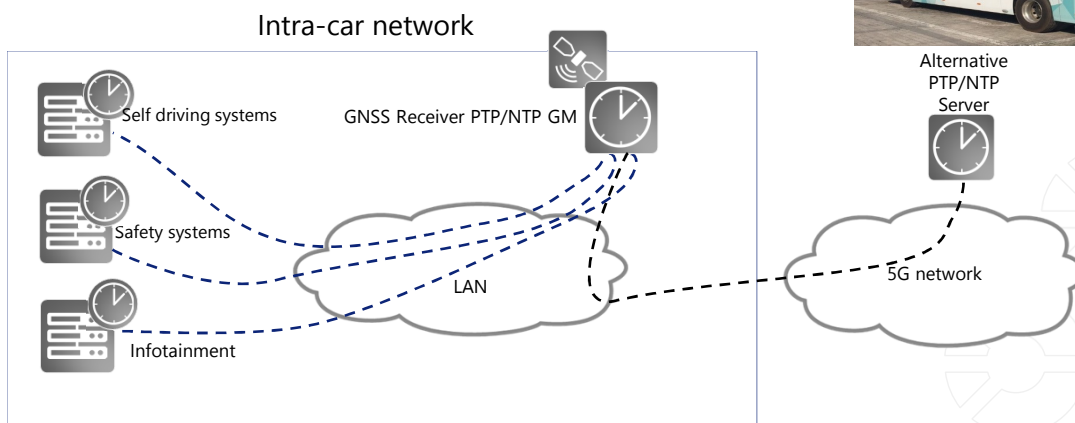 Intra-car network
Alternative
PTP/NTP
Server
Self driving systems
GNSS Receiver PTP/NTP GM
Safety systems
LAN
5G network
Infotainment